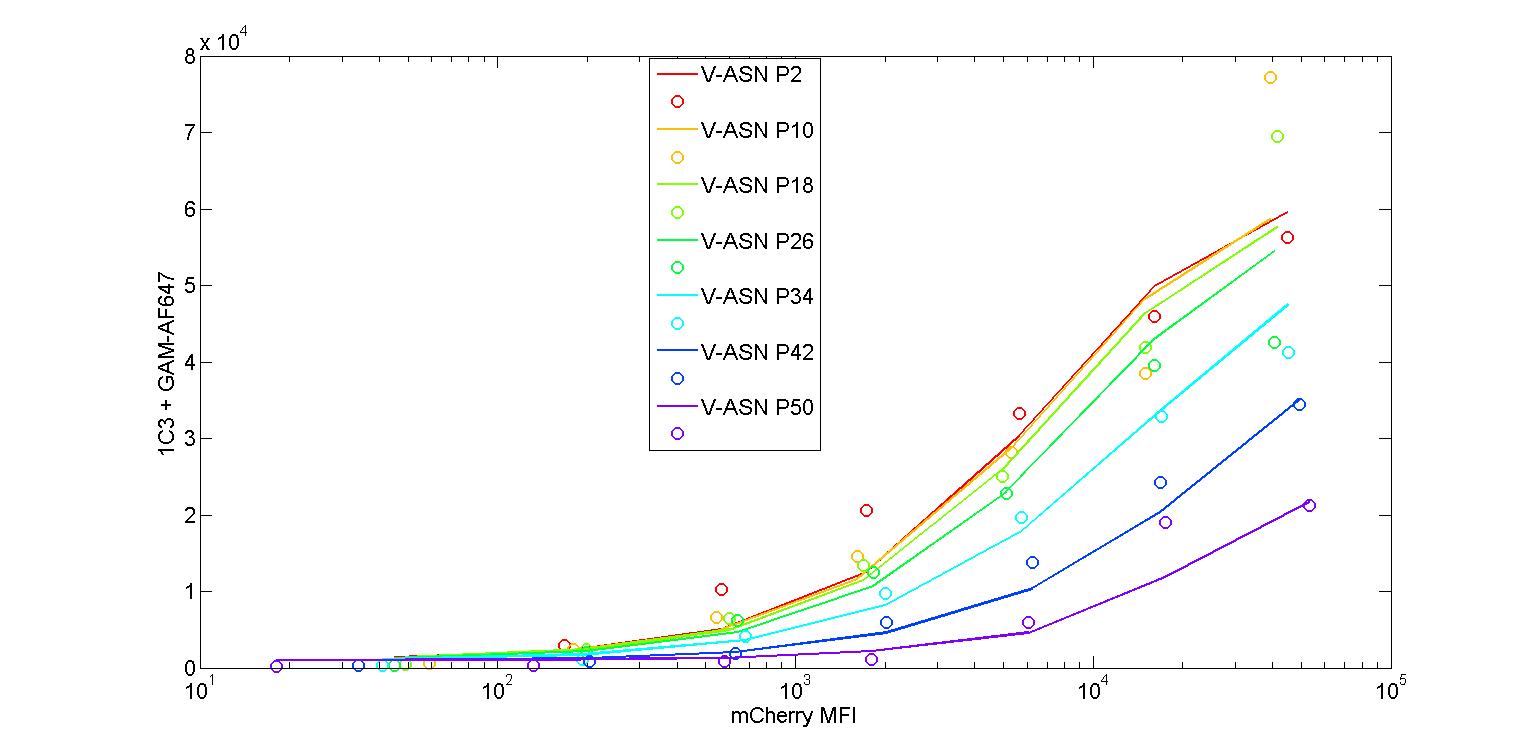 x 10^4
8
7
6
5
4
3
2
1
0
1C3 + GAM-AF647
V-ASN P2
V-ASN P10
V-ASN P18
V-ASN P26
V-ASN P34
V-ASN P42
V-ASN P50
10^1 10^2 10^3 10^4 10^5
mCherry MFI